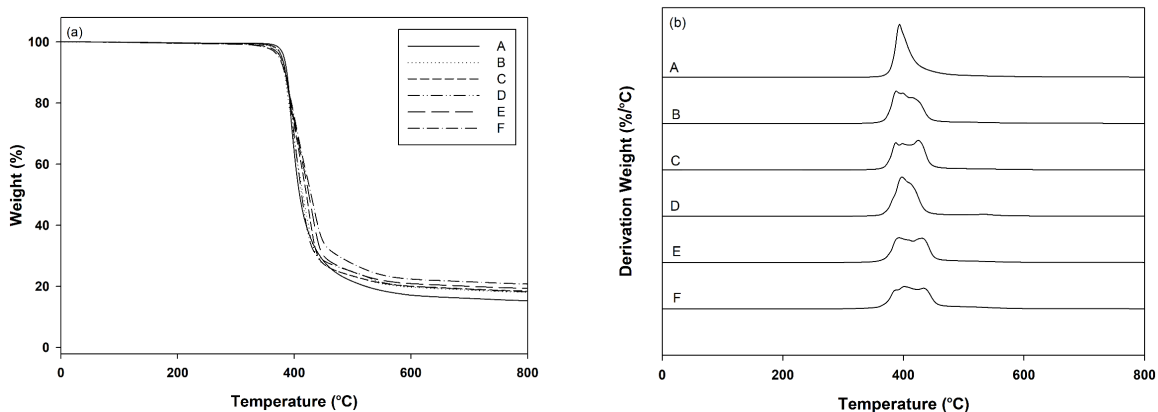 (a)
100
80
60
40
20
0
0 200 400 600 800
Weight (%)
Temperature (°C)
A
B
C
D
E
F
(b)
A
B
C
D
E
F
0 200 400 600 800
Derivation Weight (%/°C)
Temperature (°C)